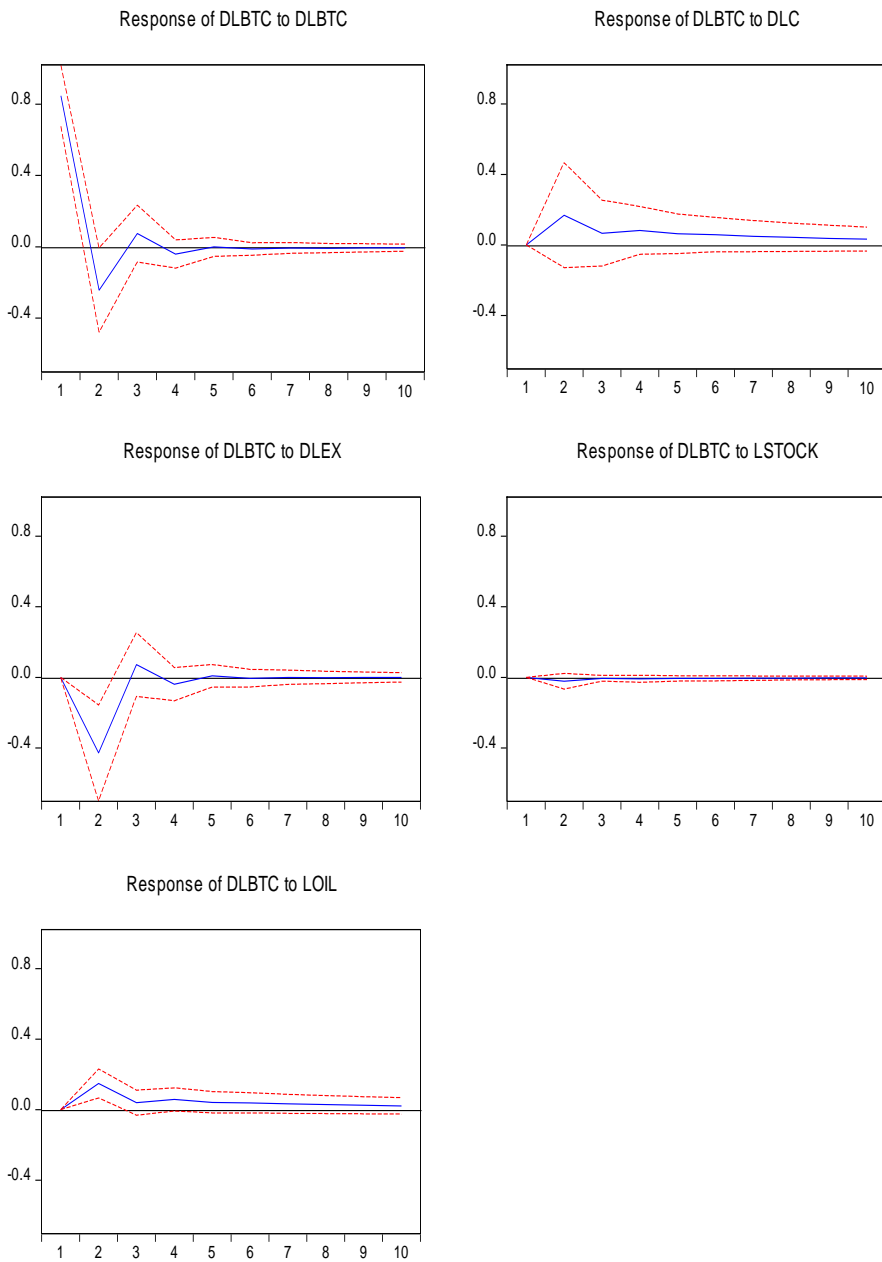 Response of DLBTC to DLBTC
0.8
0.4
0.0
-0.4
1 2 3 4 5 6 7 8 9 10
Response of DLBTC to DLC
0.8
0.4
0.0
-0.4
1 2 3 4 5 6 7 8 9 10
Response of DLBTC to DLEX
0.8
0.4
0.0
-0.4
1 2 3 4 5 6 7 8 9 10
Response of DLBTC to LSTOCK
0.8
0.4
0.0
-0.4
1 2 3 4 5 6 7 8 9 10
Response of DLBTC to LOIL
0.8
0.4
0.0
-0.4
1 2 3 4 5 6 7 8 9 10